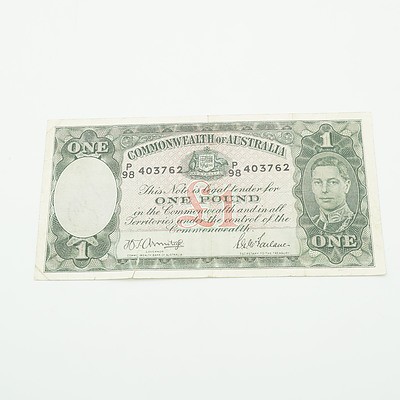 COMMONWEALTH OF AUSTRALIA
ONE
1
P 98 403762 P 98 403762
This Note is legal tender for
ONE POUND
in the Commonwealth and in all
Territories under the control of the
Commonwealth.
£1
1
ONE